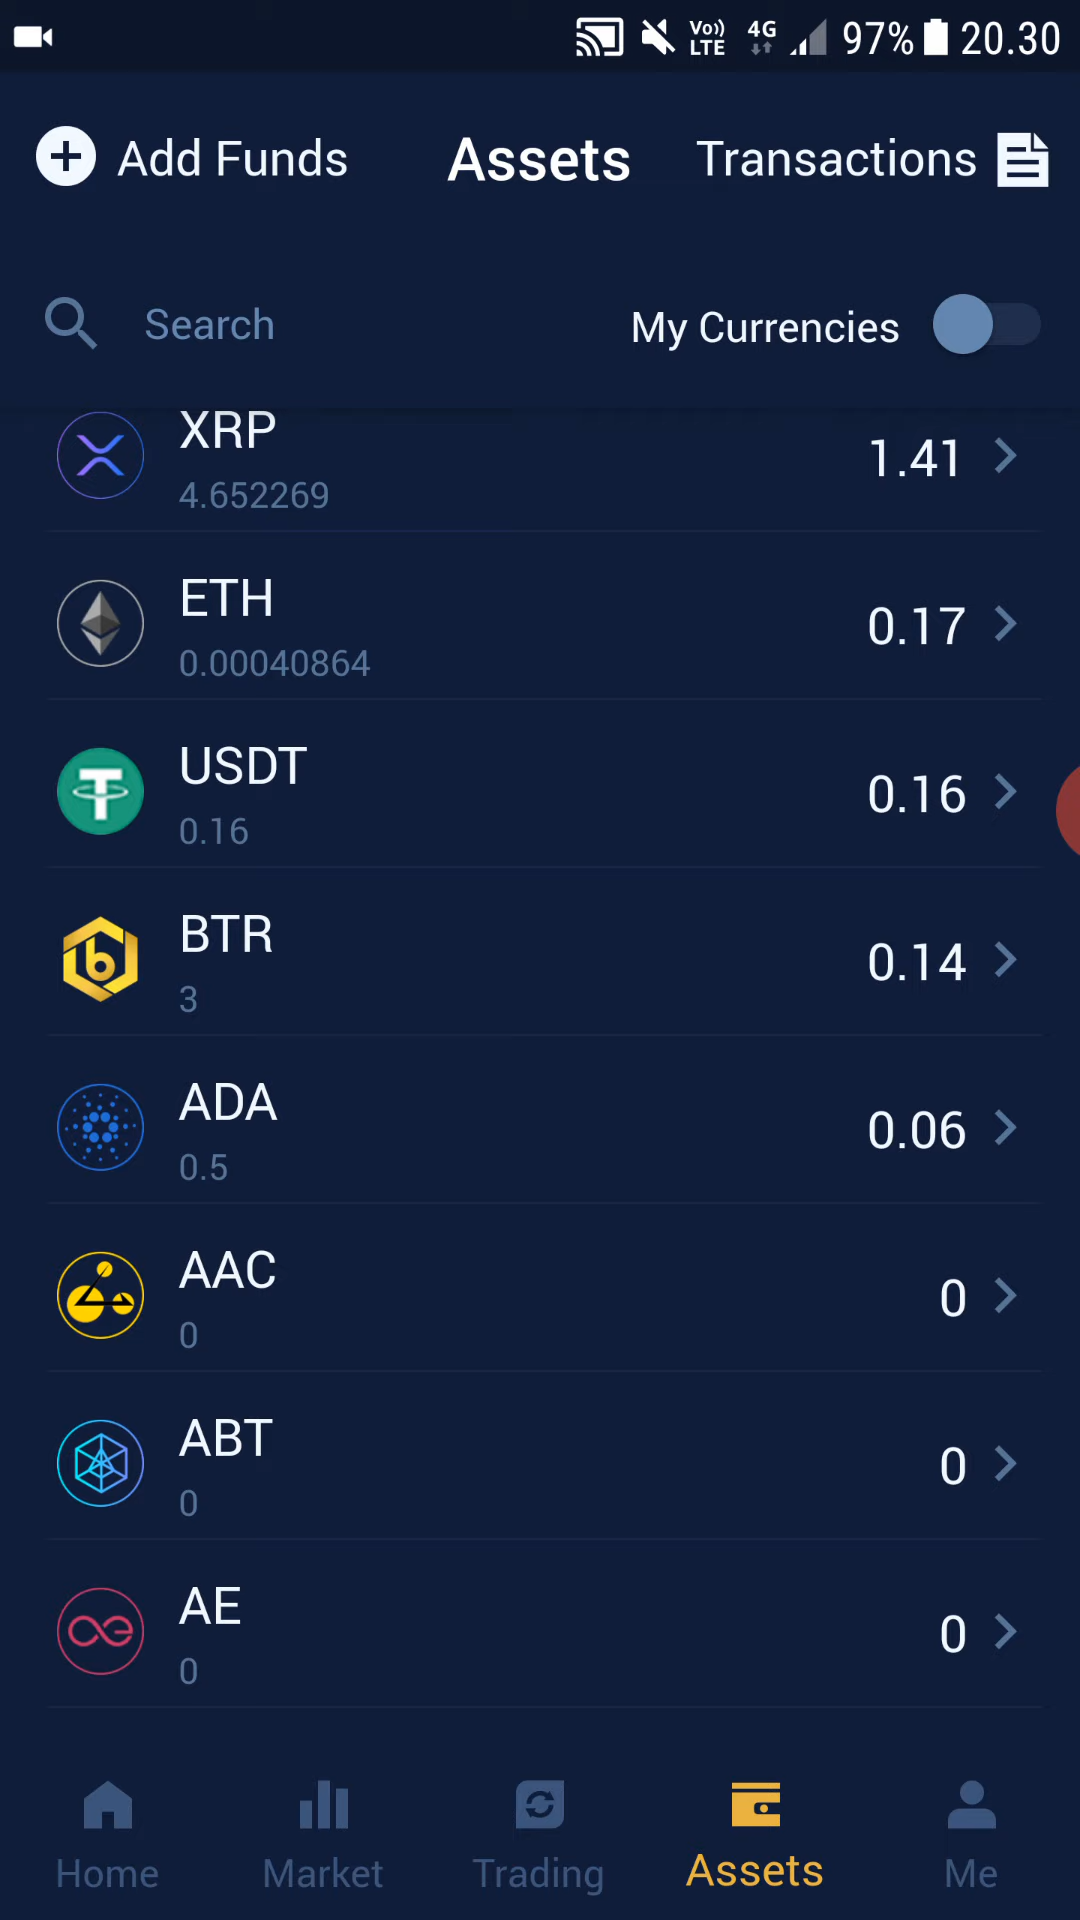 Vo)) LTE 4G 97% 20.30
Add Funds Assets Transactions
Search My Currencies
XRP
4.652269
1.41
ETH
0.00040864
0.17
USDT
0.16
0.16
BTR
3
0.14
ADA
0.5
0.06
AAC
0
0
ABT
0
0
AE
0
0
Home Market Trading Assets Me